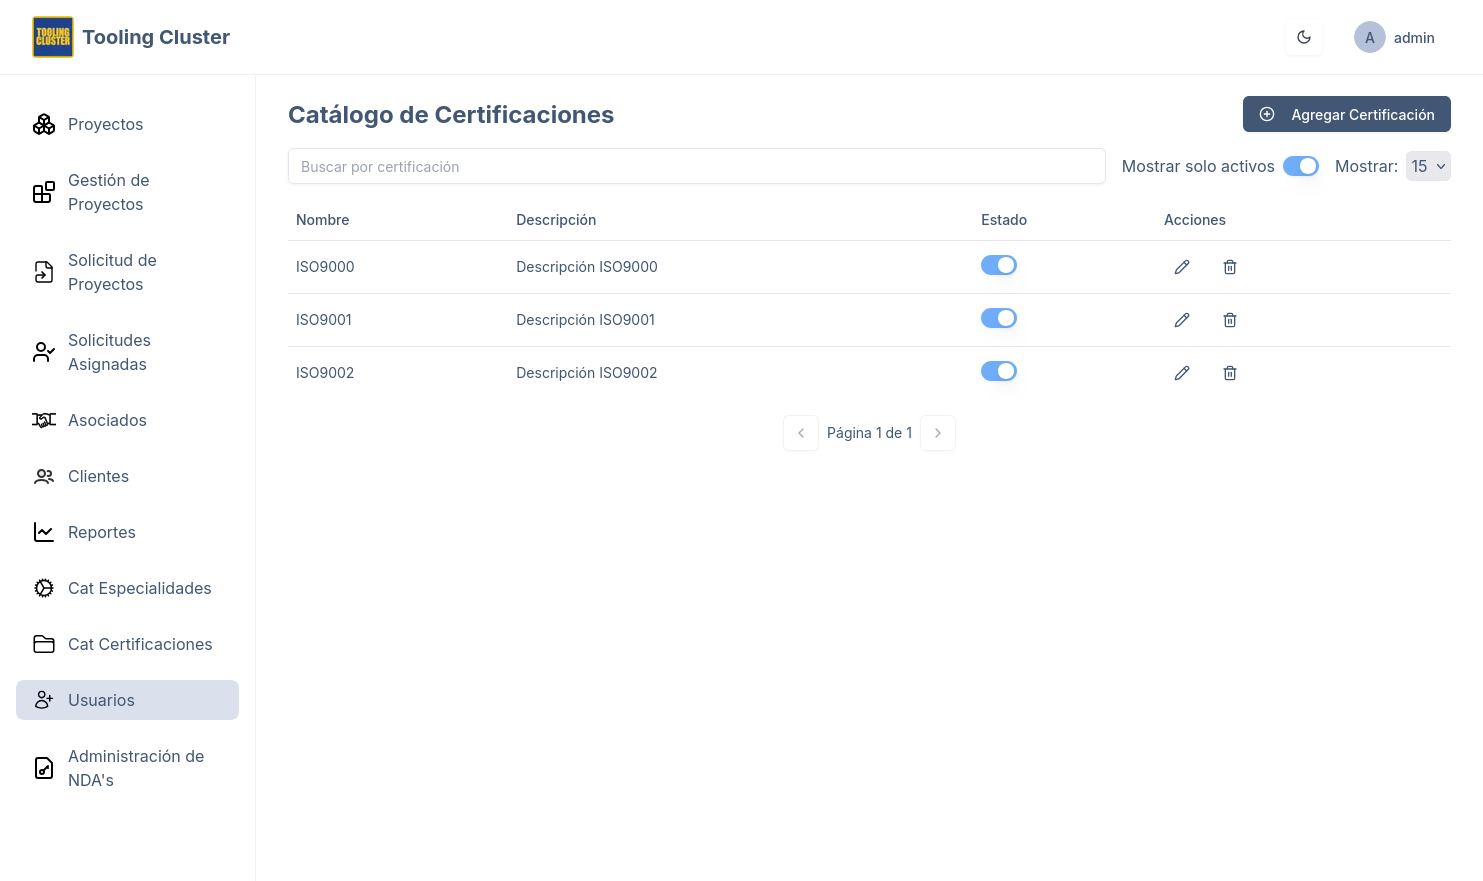 TOOLING
CLUSTER
Tooling Cluster
A
admin
Proyectos
Gestión de
Proyectos
Solicitud de
Proyectos
Solicitudes
Asignadas
Asociados
Clientes
Reportes
Cat Especialidades
Cat Certificaciones
Usuarios
Administración de
NDA's
Catálogo de Certificaciones
Agregar Certificación
Buscar por certificación
Mostrar solo activos
Mostrar: 15
Nombre Descripción Estado Acciones
ISO9000 Descripción ISO9000
ISO9001 Descripción ISO9001
ISO9002 Descripción ISO9002
Página 1 de 1